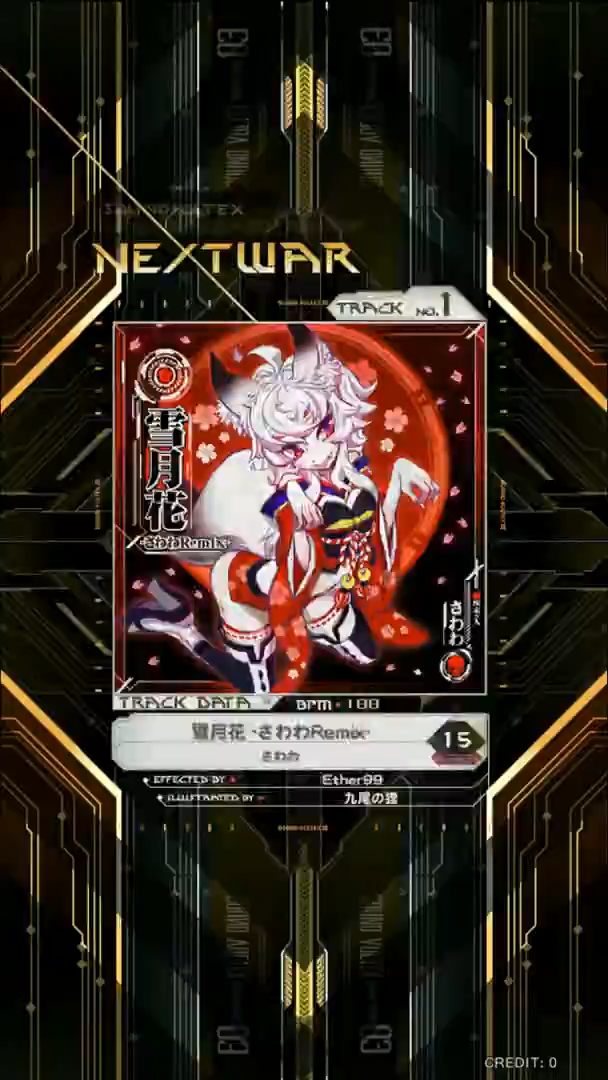 SOUND VOLTEX
NEXTWAR
TRACK NO.1
雪月花
-さわわRemix-
さわわ
TRACK DATA
BPM 188
雪月花 -さわわRemix-
さわわ
15
EFFECTED BY
Ether99
ILLUSTRATED BY
九尾の狸
CREDIT: 0